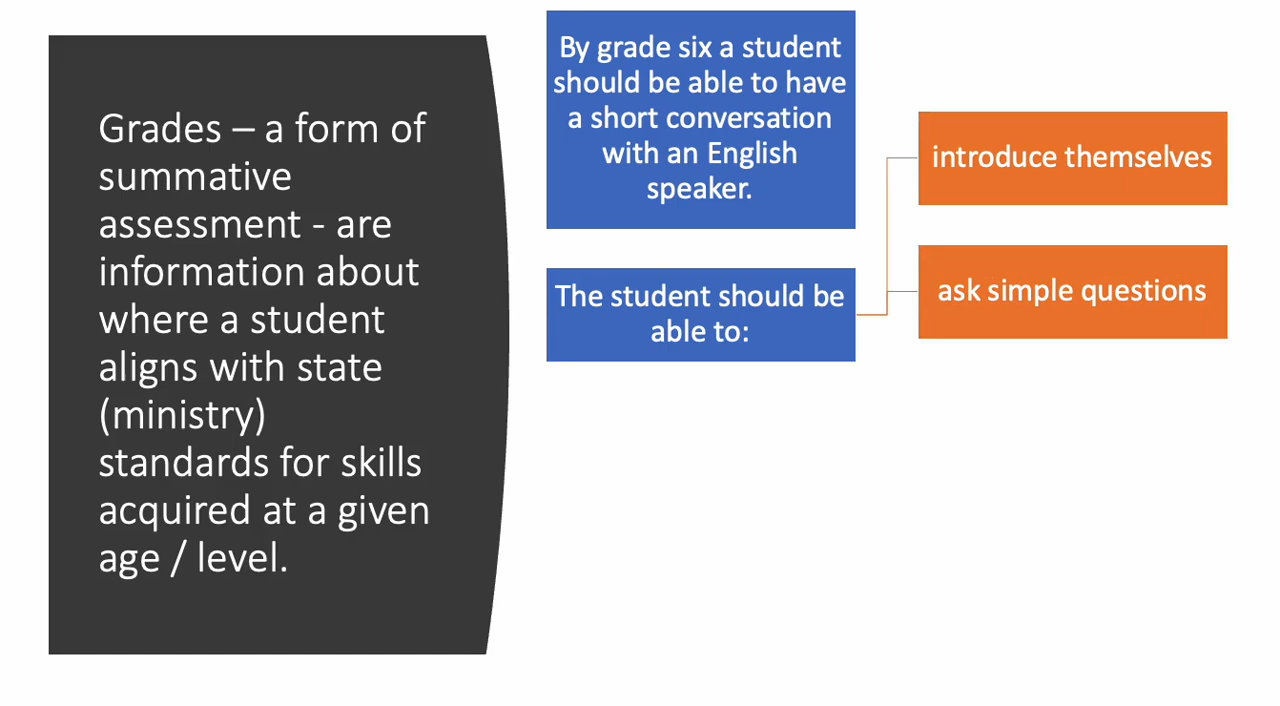 Grades – a form of
summative
assessment - are
information about
where a student
aligns with state
(ministry)
standards for skills
acquired at a given
age / level.
By grade six a student
should be able to have
a short conversation
with an English
speaker.
The student should be
able to:
introduce themselves
ask simple questions